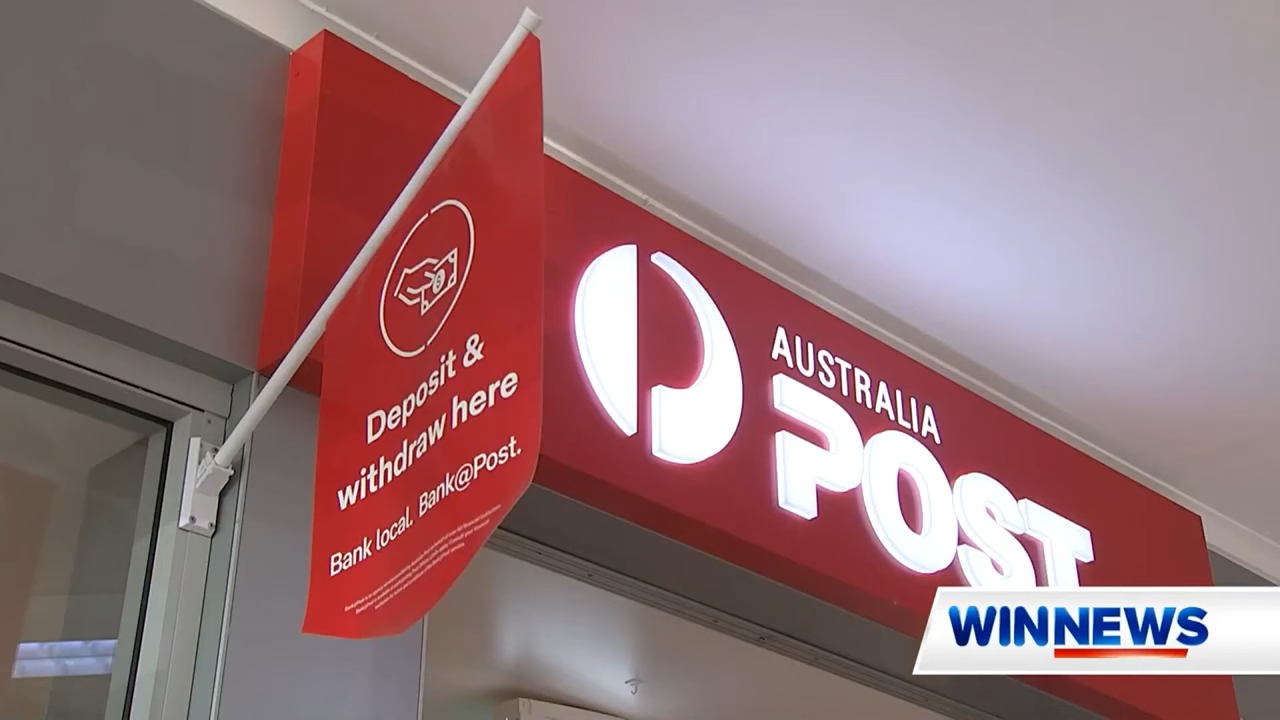 Deposit &
withdraw here
Bank local. Bank@Post.
AUSTRALIA
POST
WINNEWS